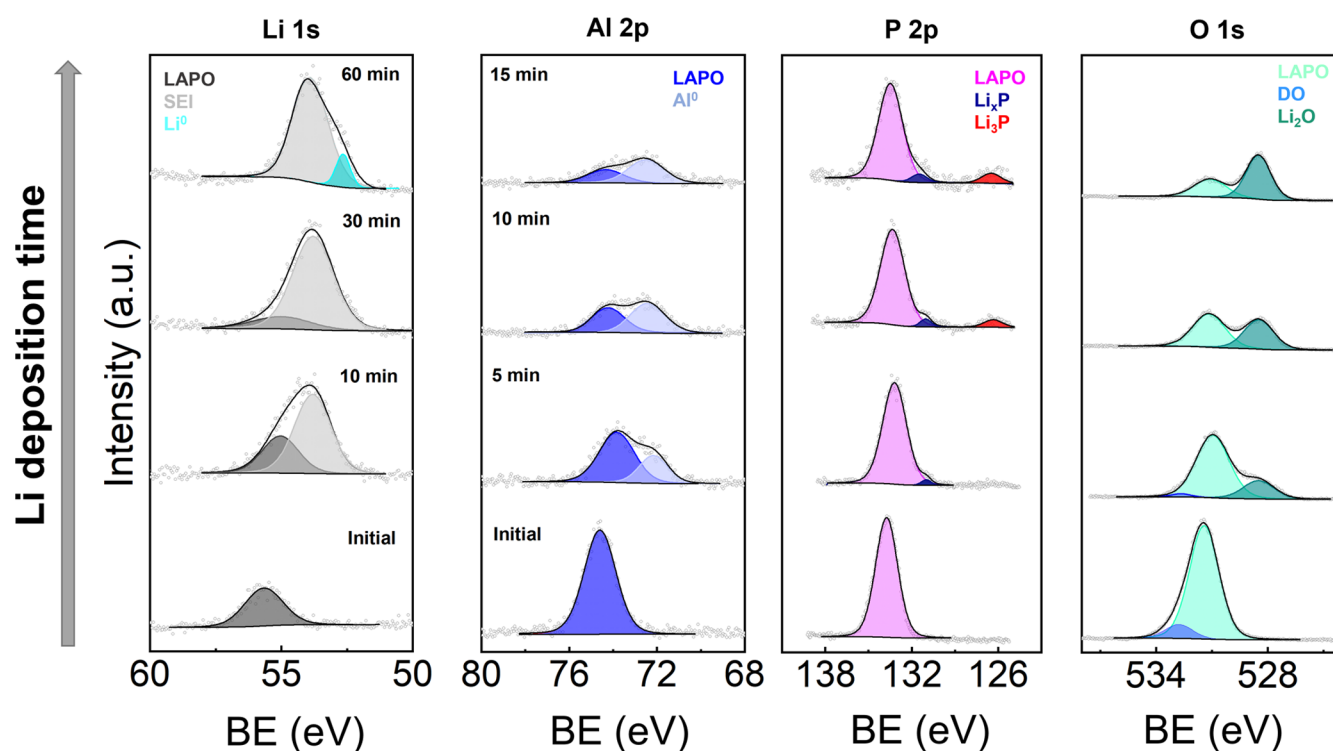 Li 1s
Al 2p
P 2p
O 1s
60 min
LAPO
SEI
Li⁰
15 min
LAPO
Al⁰
LAPO
LiₓP
Li₃P
LAPO
DO
Li₂O
30 min
10 min
10 min
5 min
Initial
Initial
Li deposition time
Intensity (a.u.)
60 55 50
80 76 72 68
138 132 126
534 528
BE (eV)
BE (eV)
BE (eV)
BE (eV)